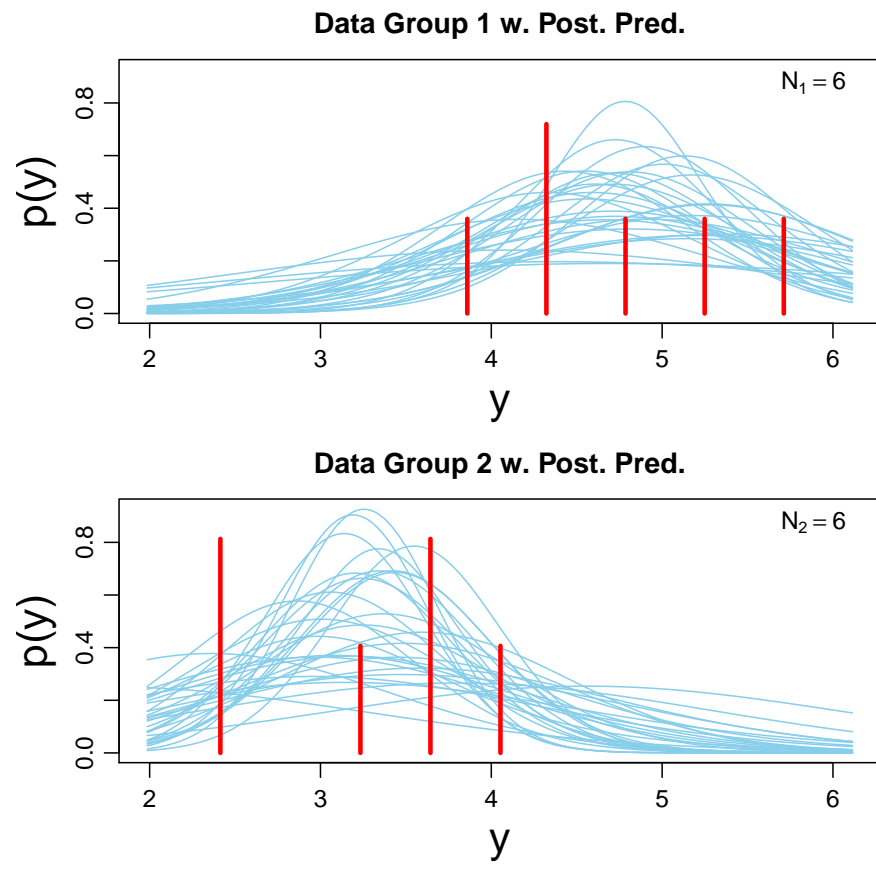 Data Group 1 w. Post. Pred.
N₁ = 6
p(y)
0.0 0.4 0.8
2 3 4 5 6
y
Data Group 2 w. Post. Pred.
N₂ = 6
p(y)
0.0 0.4 0.8
2 3 4 5 6
y